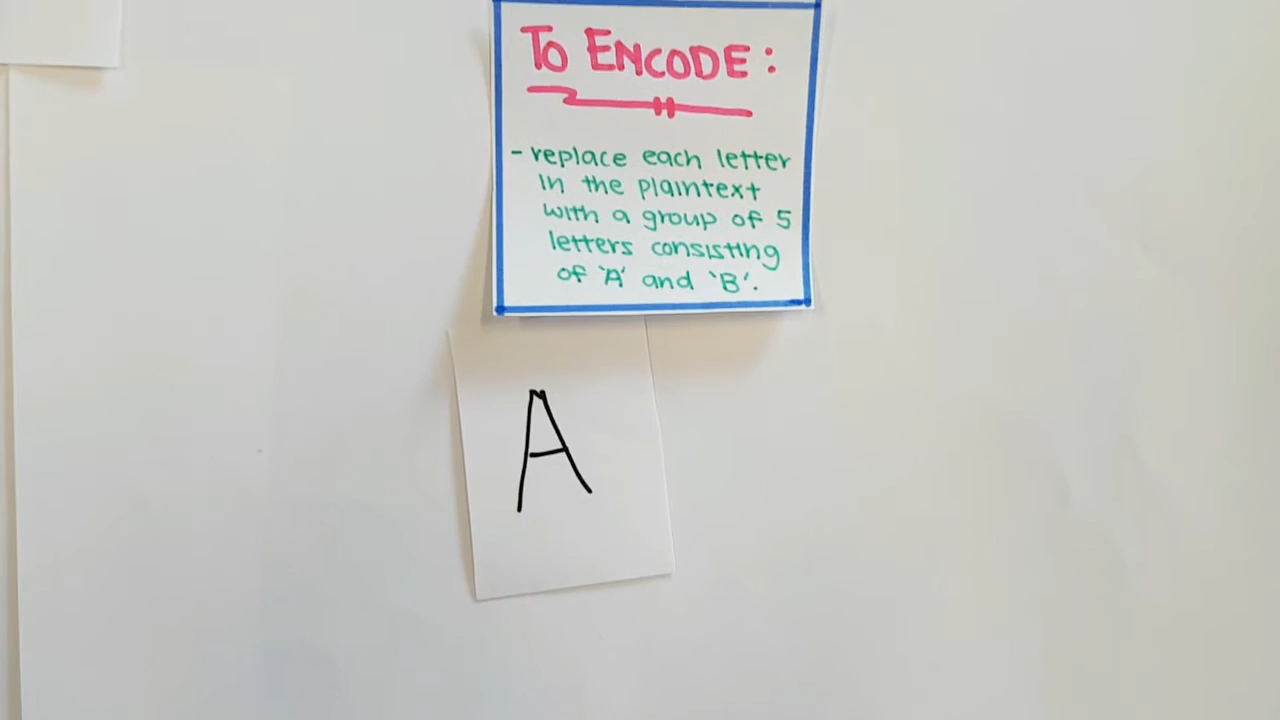 TO ENCODE:
- replace each letter
in the plaintext
with a group of 5
letters consisting
of 'A' and 'B'.
A